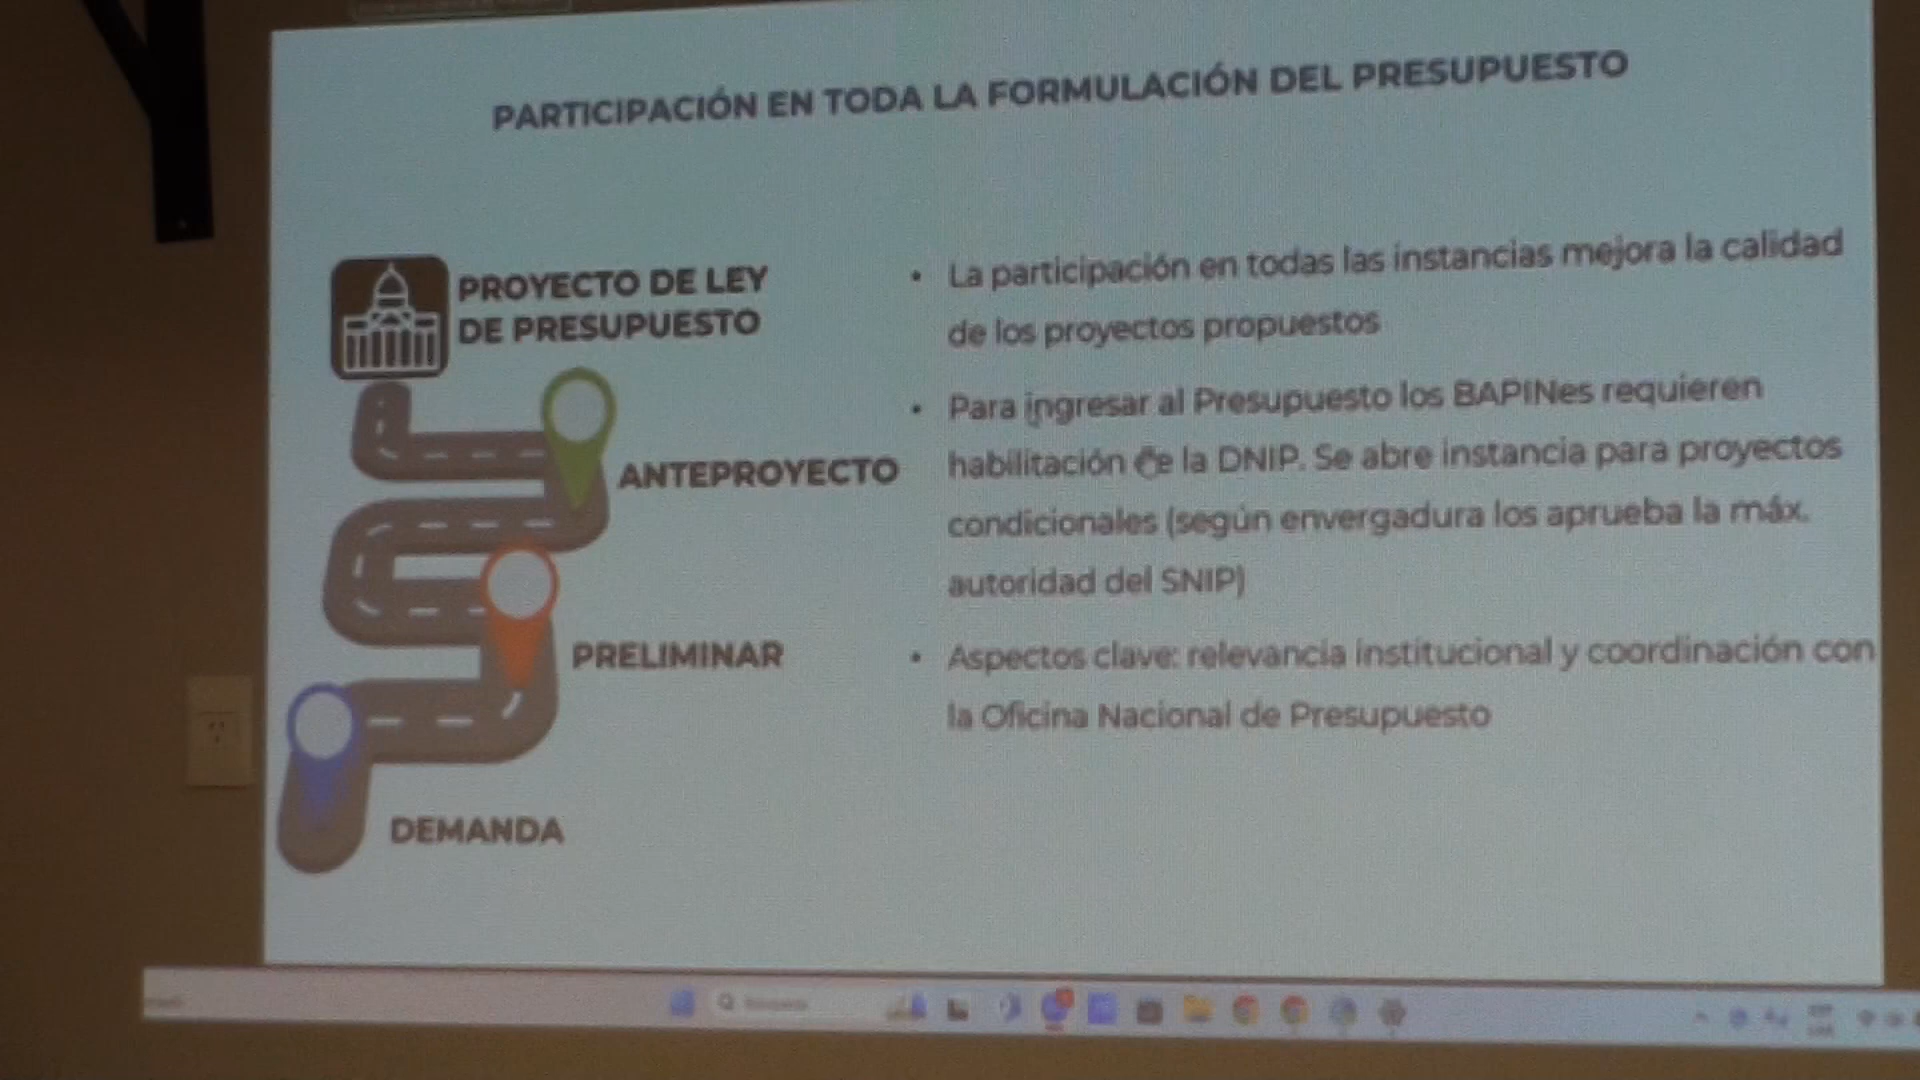 PARTICIPACIÓN EN TODA LA FORMULACIÓN DEL PRESUPUESTO
PROYECTO DE LEY
DE PRESUPUESTO
ANTEPROYECTO
PRELIMINAR
DEMANDA
• La participación en todas las instancias mejora la calidad
de los proyectos propuestos
• Para ingresar al Presupuesto los BAPINes requieren
habilitación de la DNIP. Se abre instancia para proyectos
condicionales (según envergadura los aprueba la máx.
autoridad del SNIP)
• Aspectos clave: relevancia institucional y coordinación con
la Oficina Nacional de Presupuesto